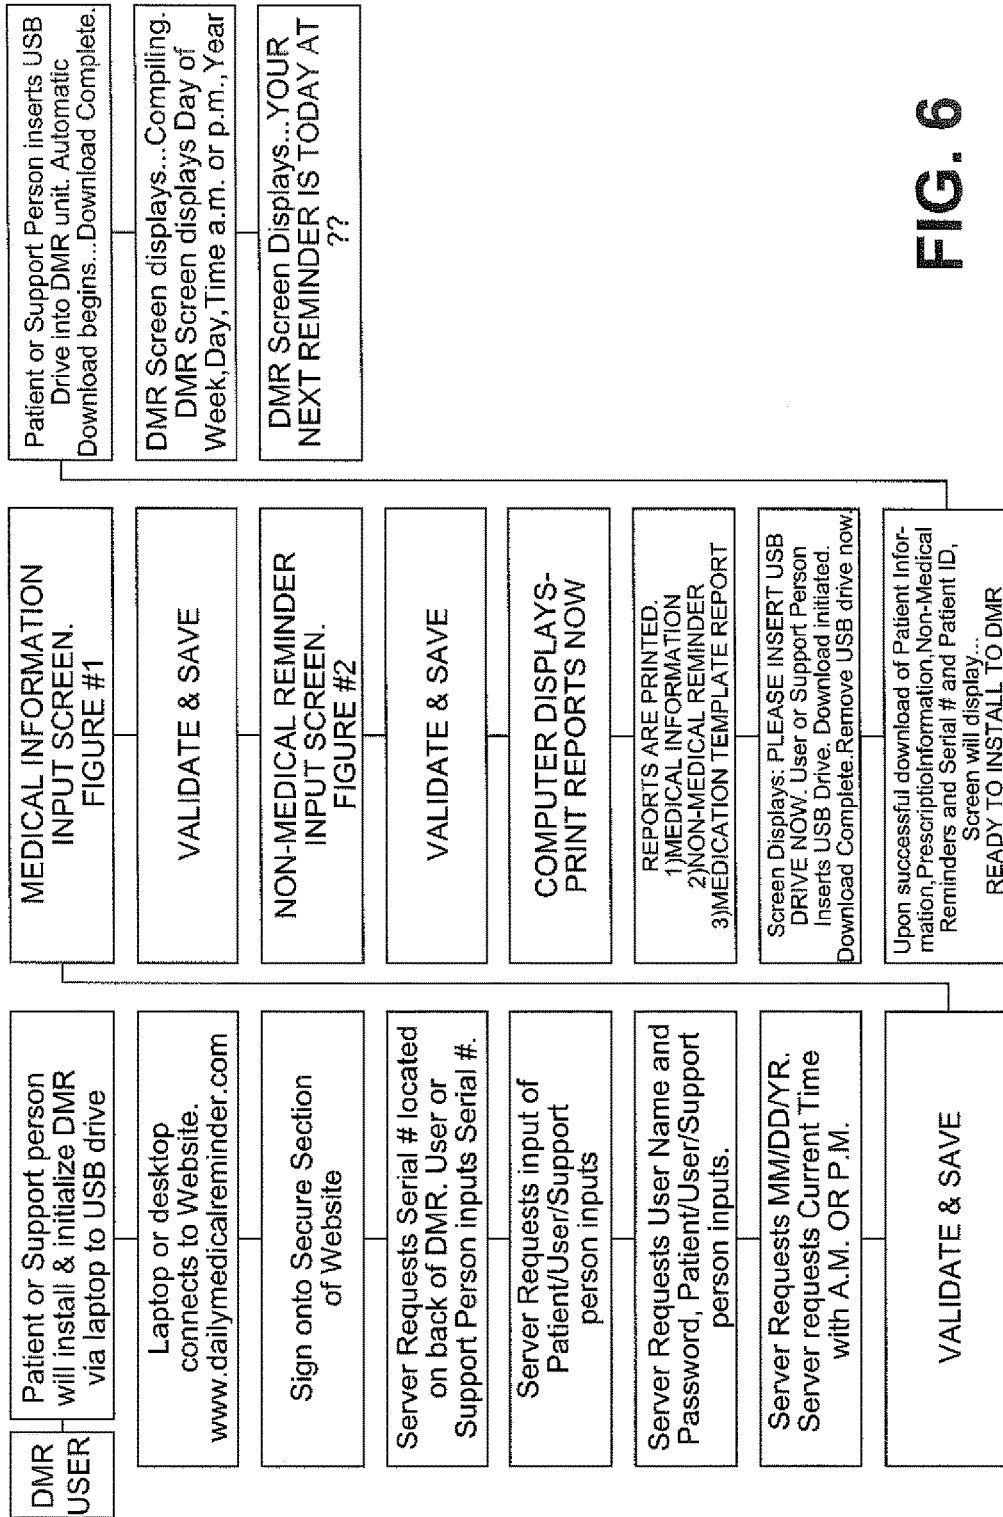 DMR
USER
Patient or Support person
will install & initialize DMR
via laptop to USB drive
Laptop or desktop
connects to Website.
www.dailymedicalreminder.com
Sign onto Secure Section
of Website
Server Requests Serial # located
on back of DMR. User or
Support Person inputs Serial #.
Server Requests input of
Patient/User/Support
person inputs
Server Requests User Name and
Password, Patient/User/Support
person inputs.
Server Requests MM/DD/YR.
Server requests Current Time
with A.M. OR P.M.
VALIDATE & SAVE
MEDICAL INFORMATION
INPUT SCREEN.
FIGURE #1
VALIDATE & SAVE
NON-MEDICAL REMINDER
INPUT SCREEN.
FIGURE #2
VALIDATE & SAVE
COMPUTER DISPLAYS-
PRINT REPORTS NOW
REPORTS ARE PRINTED.
1)MEDICAL INFORMATION
2)NON-MEDICAL REMINDER
3)MEDICATION TEMPLATE REPORT
Screen Displays: PLEASE INSERT USB
DRIVE NOW. User or Support Person
Inserts USB Drive. Download initiated.
Download Complete.Remove USB drive now.
Upon successful download of Patient Infor-
mation,PrescriptioInformation,Non-Medical
Reminders and Serial # and Patient ID,
Screen will display...
READY TO INSTALL TO DMR
Patient or Support Person inserts USB
Drive into DMR unit. Automatic
Download begins...Download Complete.
DMR Screen displays...Compiling.
DMR Screen displays Day of
Week,Day,Time a.m. or p.m.,Year
DMR Screen Displays...YOUR
NEXT REMINDER IS TODAY AT
??
FIG. 6